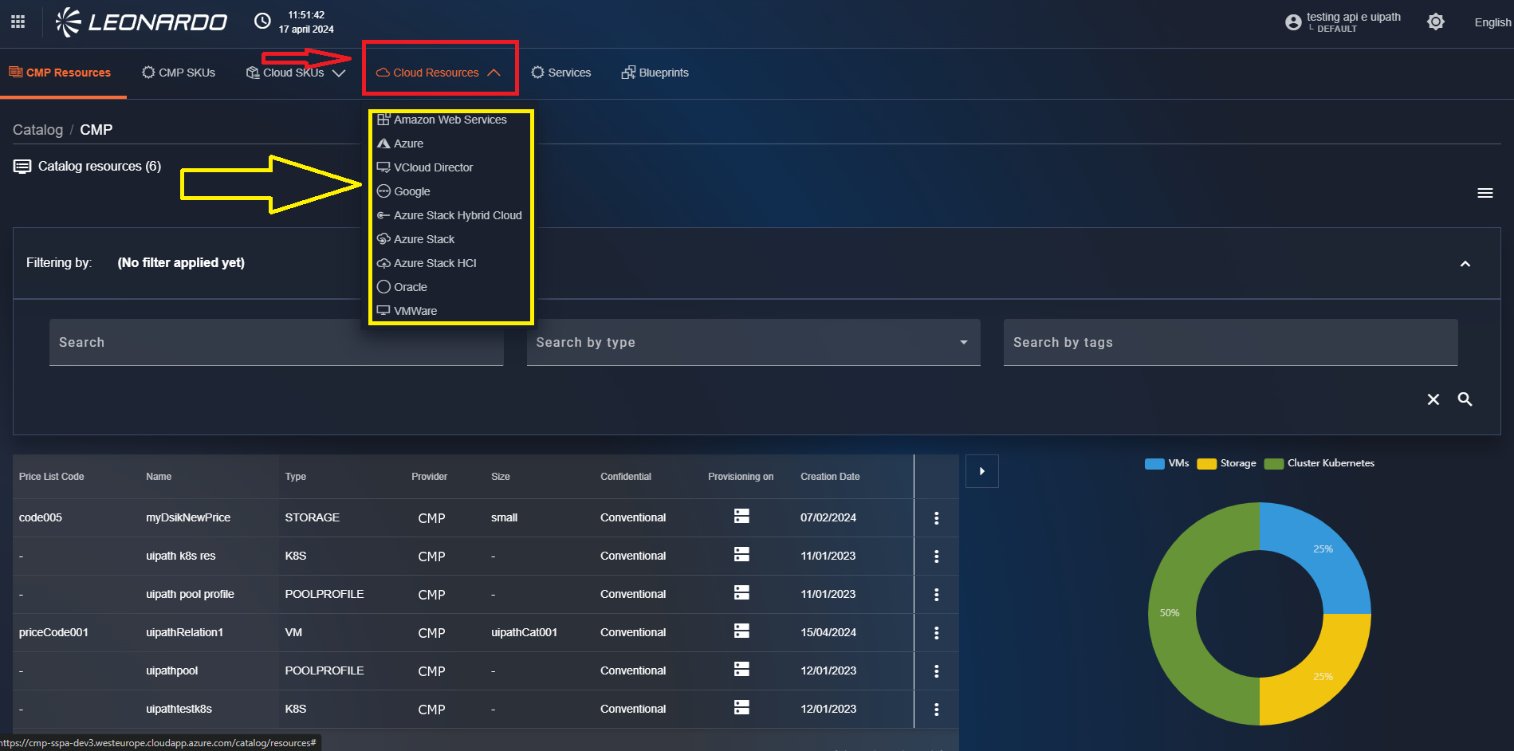 LEONARDO
11:51:42
17 april 2024
testing api e uipath
DEFAULT
English
CMP Resources
CMP SKUs
Cloud SKUs
Cloud Resources
Services
Blueprints
Catalog / CMP
Catalog resources (6)
Amazon Web Services
Azure
VCloud Director
Google
Azure Stack Hybrid Cloud
Azure Stack
Azure Stack HCI
Oracle
VMWare
Filtering by: (No filter applied yet)
Search
Search by type
Search by tags
Price List Code Name Type Provider Size Confidential Provisioning on Creation Date
code005 myDsikNewPrice STORAGE CMP small Conventional 07/02/2024
- uipath k8s res K8S CMP - Conventional 11/01/2023
- uipath pool profile POOLPROFILE CMP - Conventional 11/01/2023
priceCode001 uipathRelation1 VM CMP uipathCat001 Conventional 15/04/2024
- uipathpool POOLPROFILE CMP - Conventional 12/01/2023
- uipathtestk8s K8S CMP - Conventional 12/01/2023
VMs Storage Cluster Kubernetes
25%
50%
25%
https://cmp-sspa-dev3.westeurope.cloudapp.azure.com/catalog/resources#